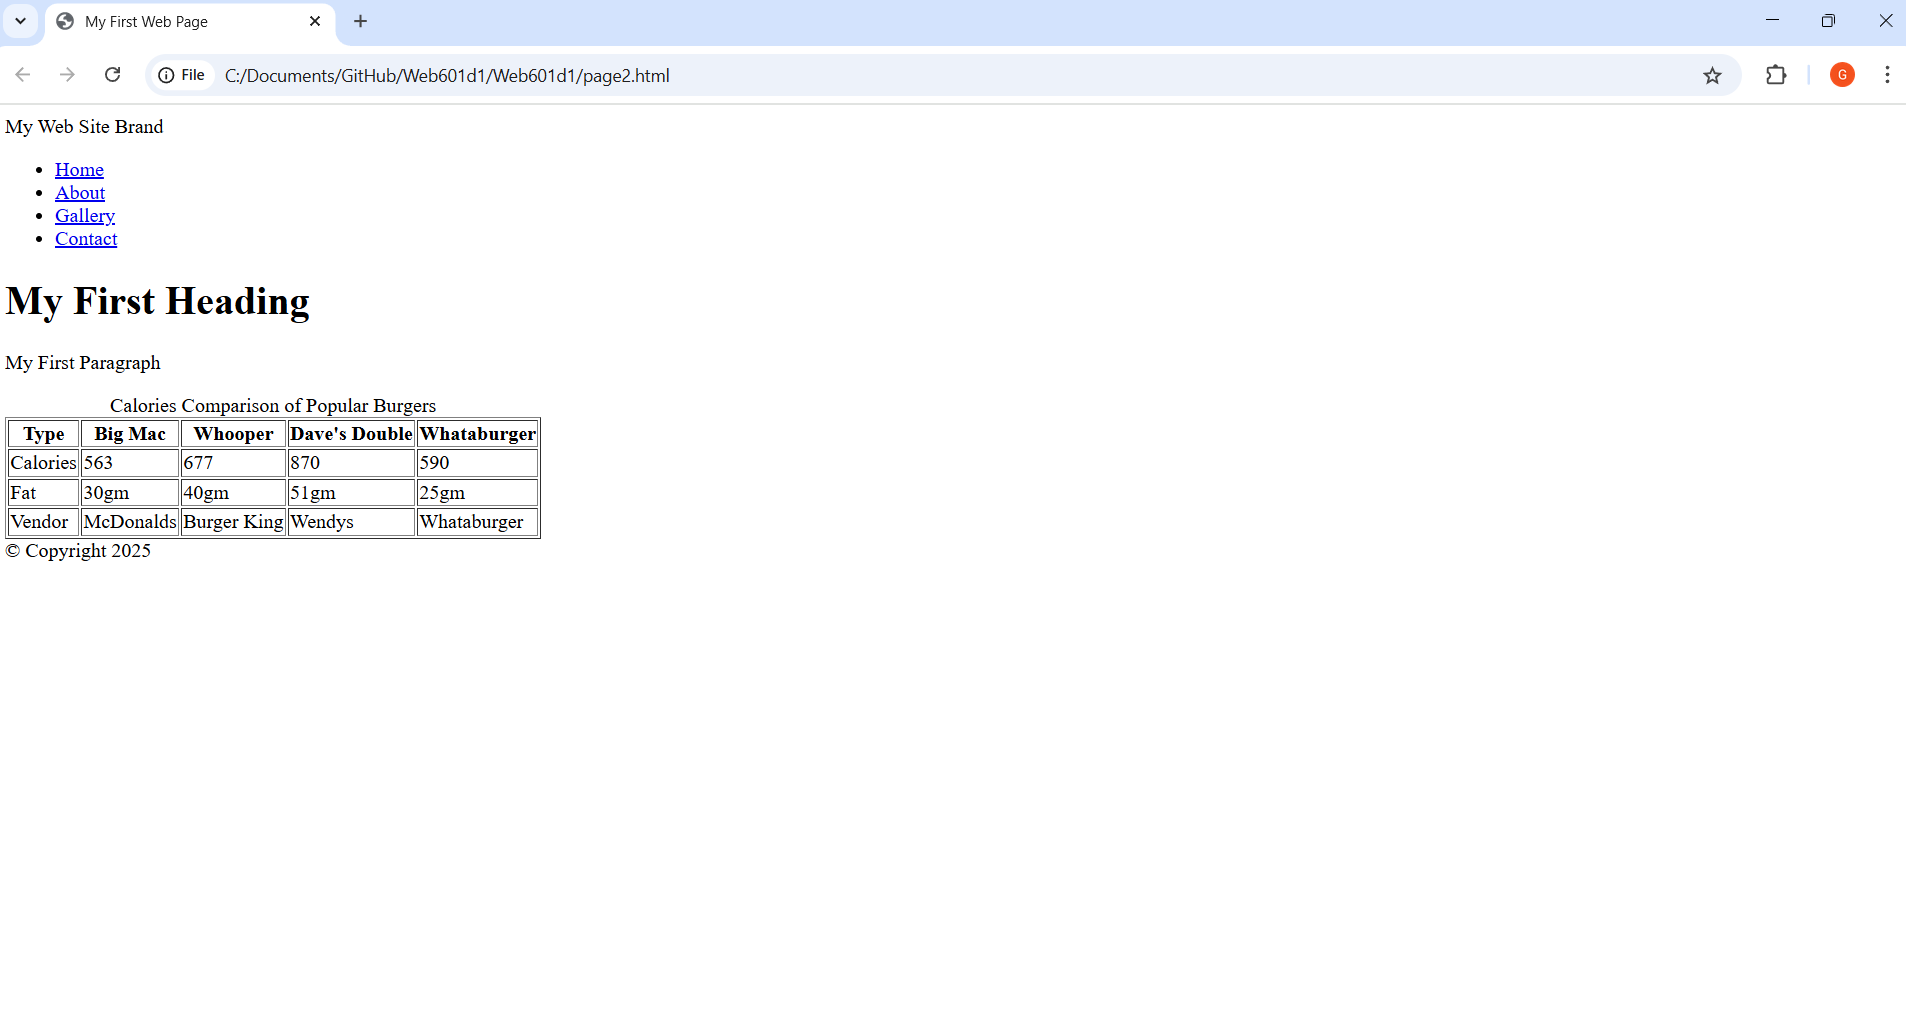 My First Web Page
File C:/Documents/GitHub/Web601d1/Web601d1/page2.html
G
My Web Site Brand
Home
About
Gallery
Contact
My First Heading
My First Paragraph
Calories Comparison of Popular Burgers
Type Big Mac Whooper Dave's Double Whataburger
Calories 563 677 870 590
Fat 30gm 40gm 51gm 25gm
Vendor McDonalds Burger King Wendys Whataburger
© Copyright 2025